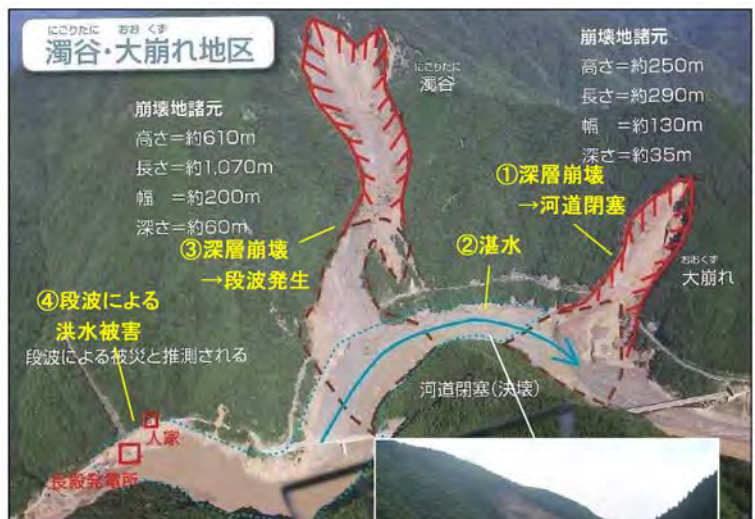 にごりたに おお くず
濁谷・大崩れ地区
崩壊地諸元
高さ=約610m
長さ=約1,070m
幅 =約200m
深さ=約60m
③深層崩壊
→段波発生
④段波による
洪水被害
段波による被災と推測される
人家
長殿発電所
にごりたに
濁谷
②湛水
河道閉塞(決壊)
崩壊地諸元
高さ=約250m
長さ=約290m
幅 =約130m
深さ=約35m
①深層崩壊
→河道閉塞
おおくず
大崩れ